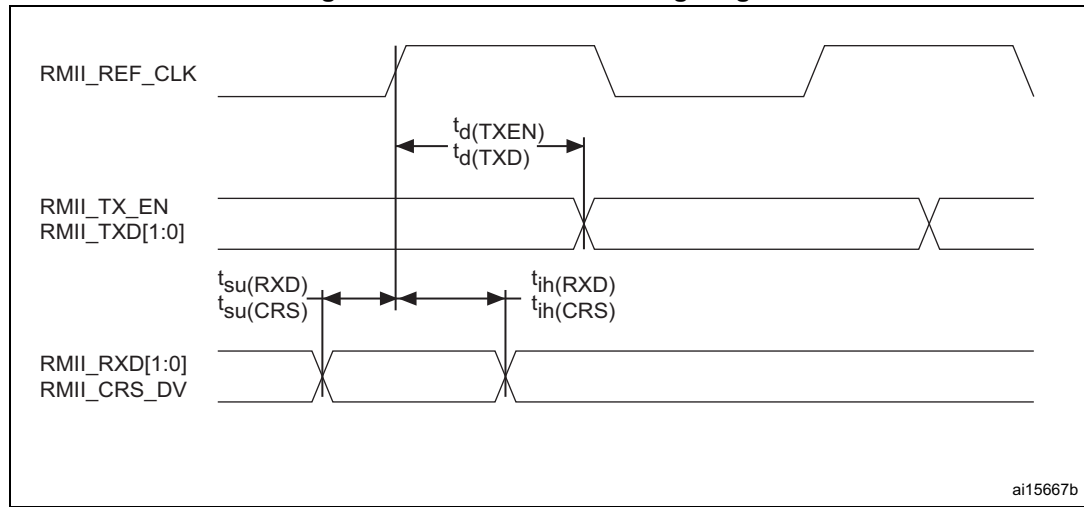 RMII_REF_CLK
td(TXEN)
td(TXD)
RMII_TX_EN
RMII_TXD[1:0]
tsu(RXD)
tsu(CRS)
tih(RXD)
tih(CRS)
RMII_RXD[1:0]
RMII_CRS_DV
ai15667b